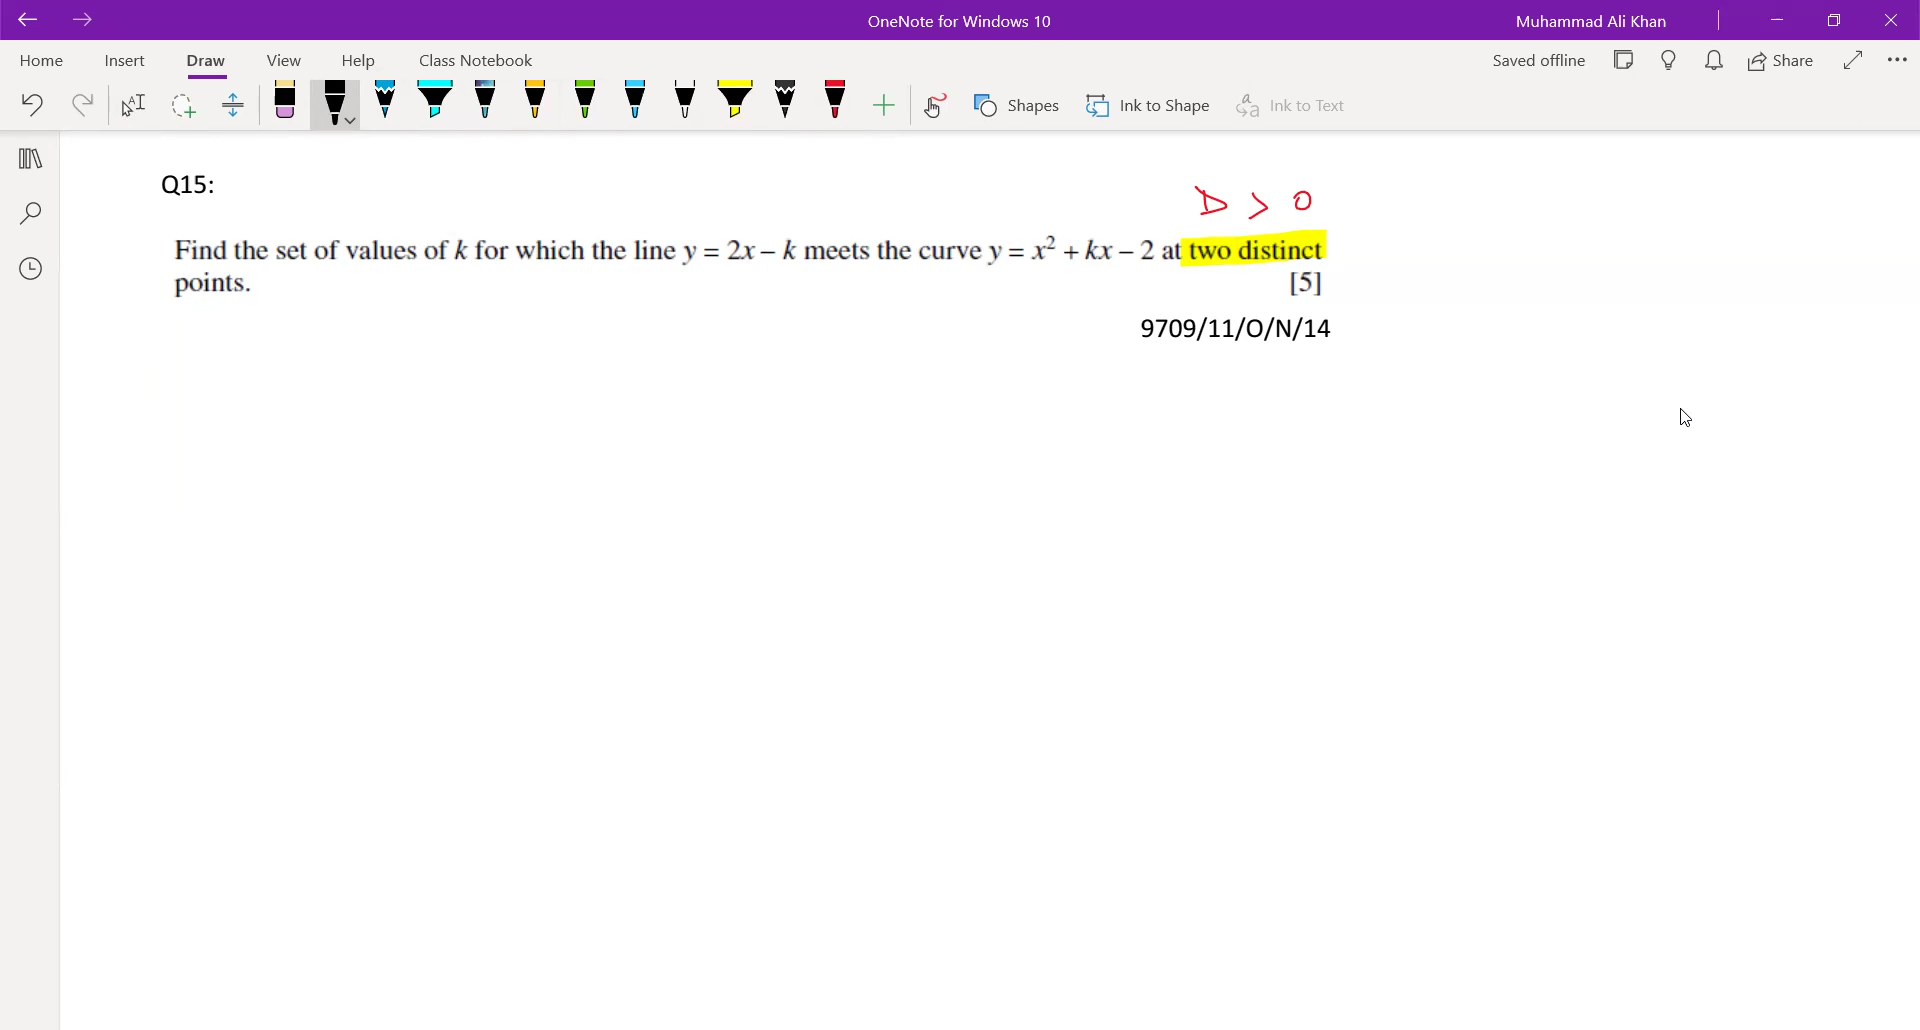 OneNote for Windows 10
Muhammad Ali Khan
Home Insert Draw View Help Class Notebook
Saved offline
Share
Shapes
Ink to Shape
Ink to Text
Q15:
D > 0
Find the set of values of k for which the line y = 2x – k meets the curve y = x² + kx – 2 at two distinct
points.
[5]
9709/11/O/N/14